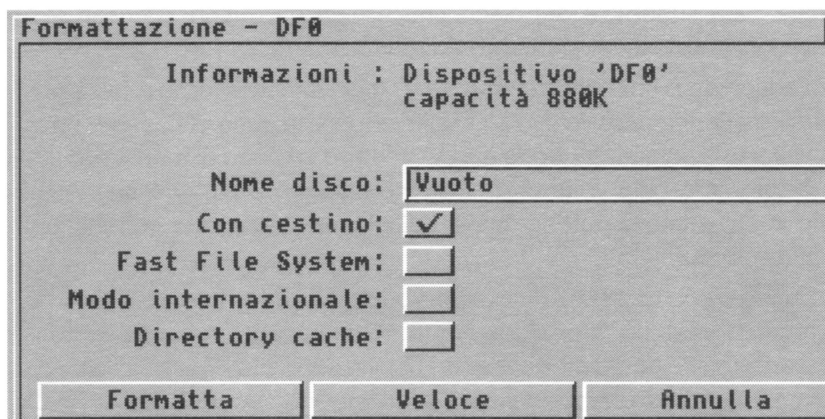 Formattazione - DF0
Informazioni : Dispositivo 'DF0'
capacità 880K
Nome disco: Vuoto
Con cestino: ✓
Fast File System:
Modo internazionale:
Directory cache:
Formatta Veloce Annulla